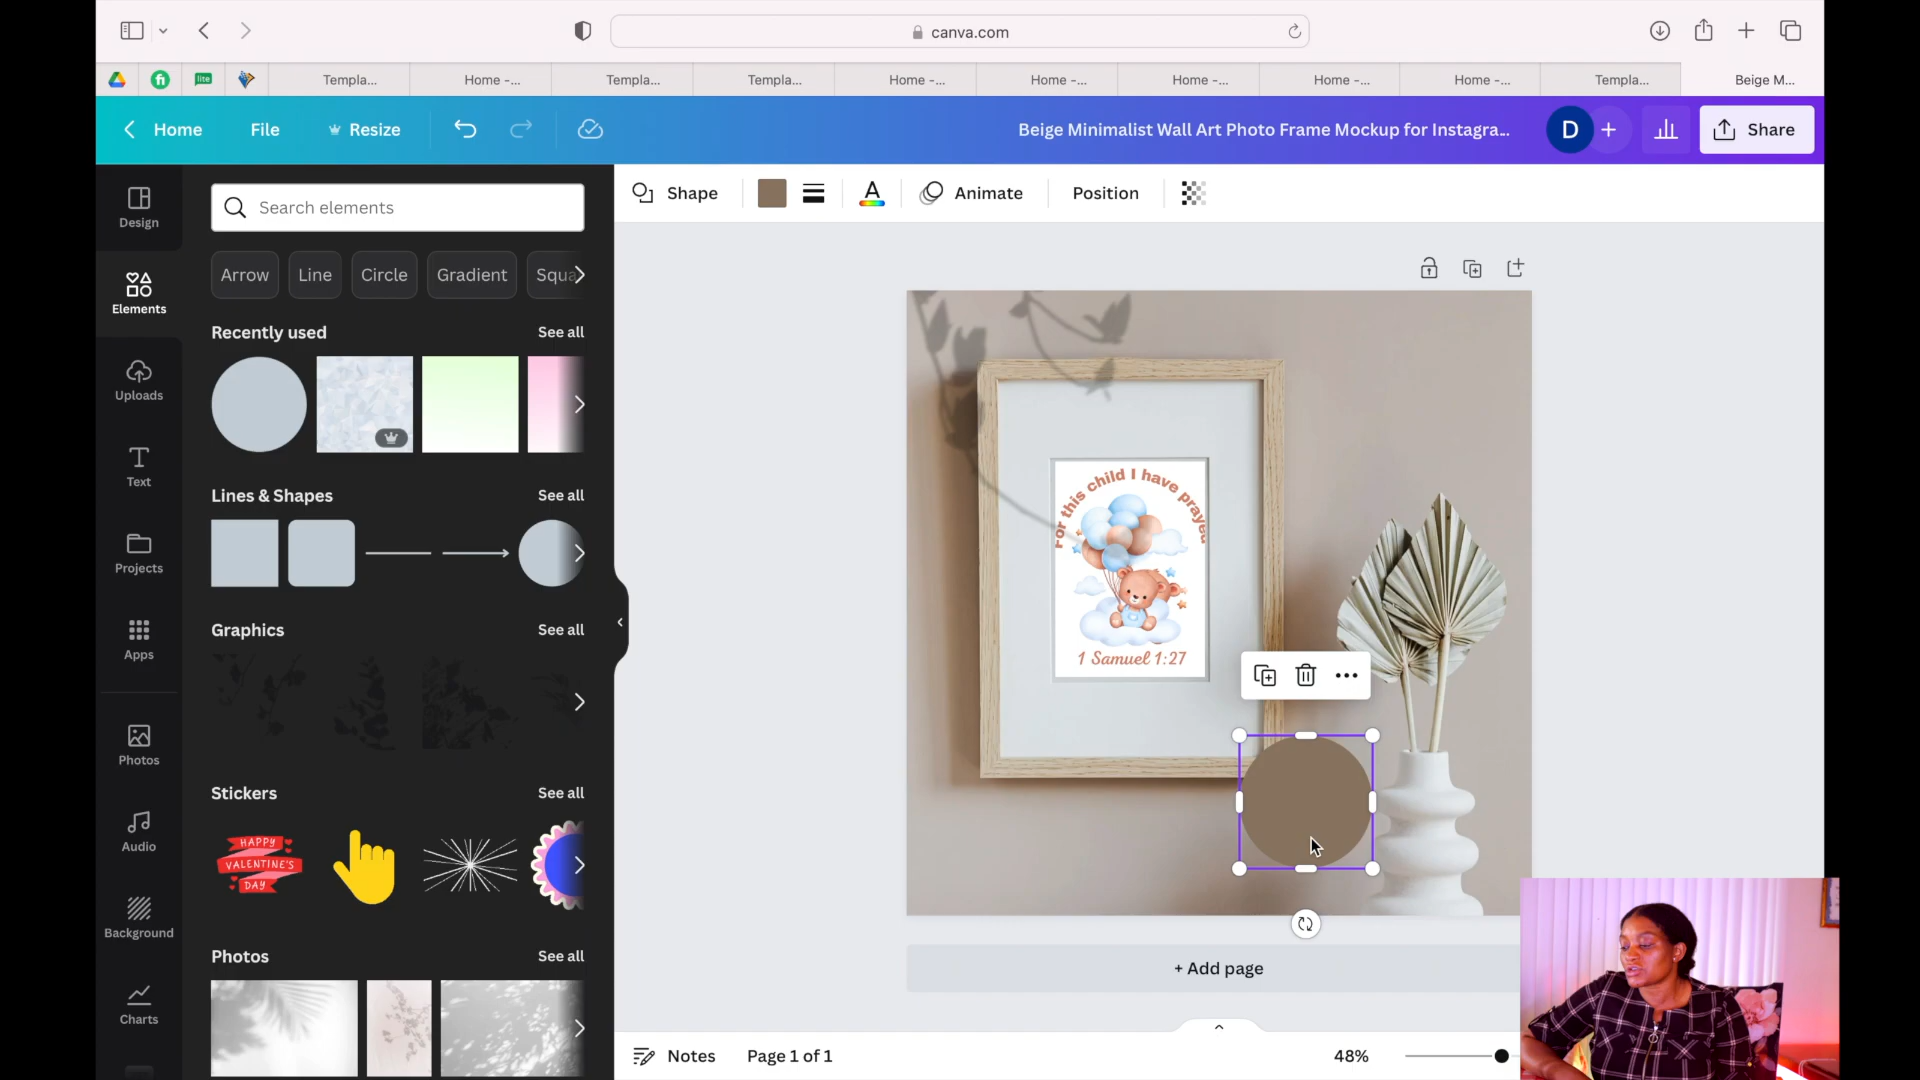 canva.com
lite
Templa...
Home -...
Templa...
Templa...
Home -...
Home -...
Home -...
Home -...
Home -...
Templa...
Beige M...
Home
File
Resize
Beige Minimalist Wall Art Photo Frame Mockup for Instagra...
D
Share
Shape
A
Animate
Position
Design
Elements
Uploads
Text
Projects
Apps
Photos
Audio
Background
Charts
Search elements
Arrow
Line
Circle
Gradient
Squa
Recently used
See all
Lines & Shapes
See all
Graphics
See all
Stickers
See all
HAPPY
VALENTINE'S
DAY
Photos
See all
For this child I have prayed
1 Samuel 1:27
+ Add page
Notes
Page 1 of 1
48%